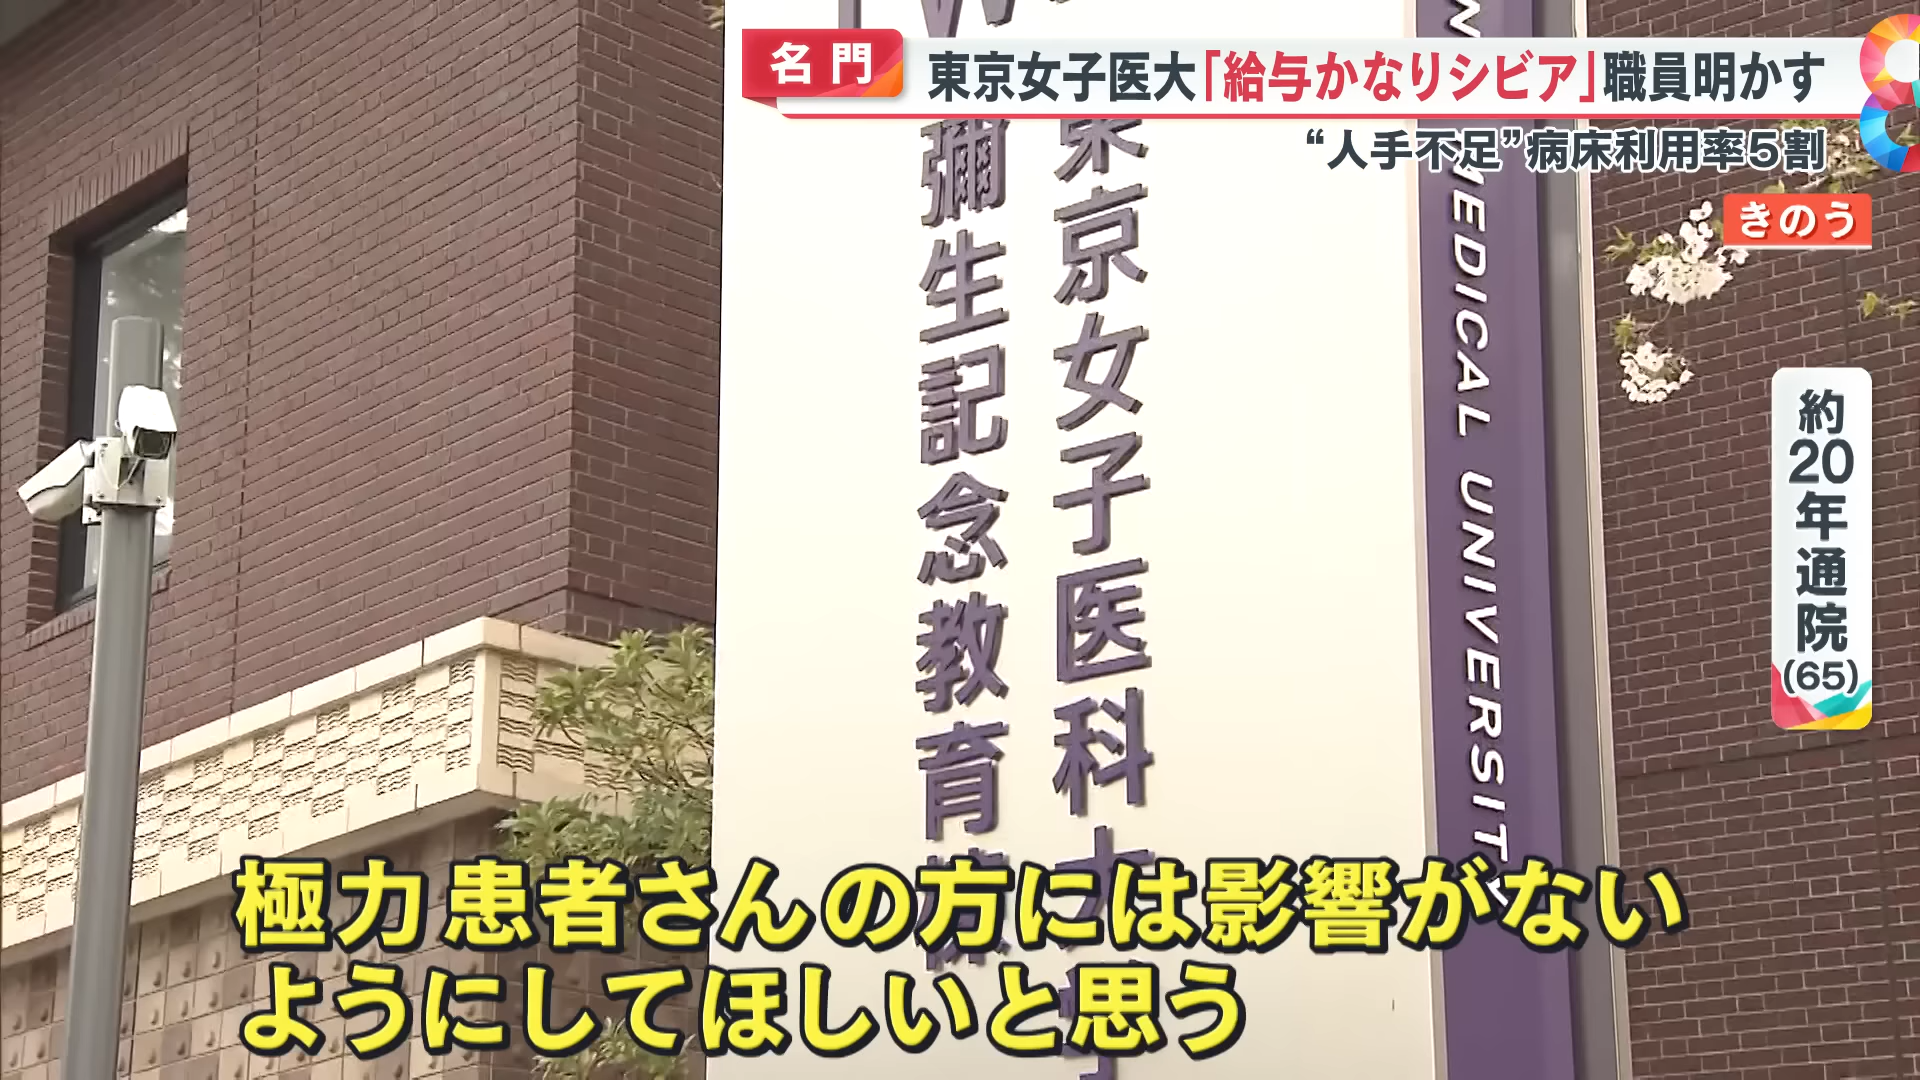 名門
東京女子医大「給与かなりシビア」職員明かす
“人手不足”病床利用率5割
きのう
約20年通院
(65)
東京女子医科大
彌生記念教育
MEDICAL UNIVERSITY
極力 患者さんの方には影響がない
ようにしてほしいと思う